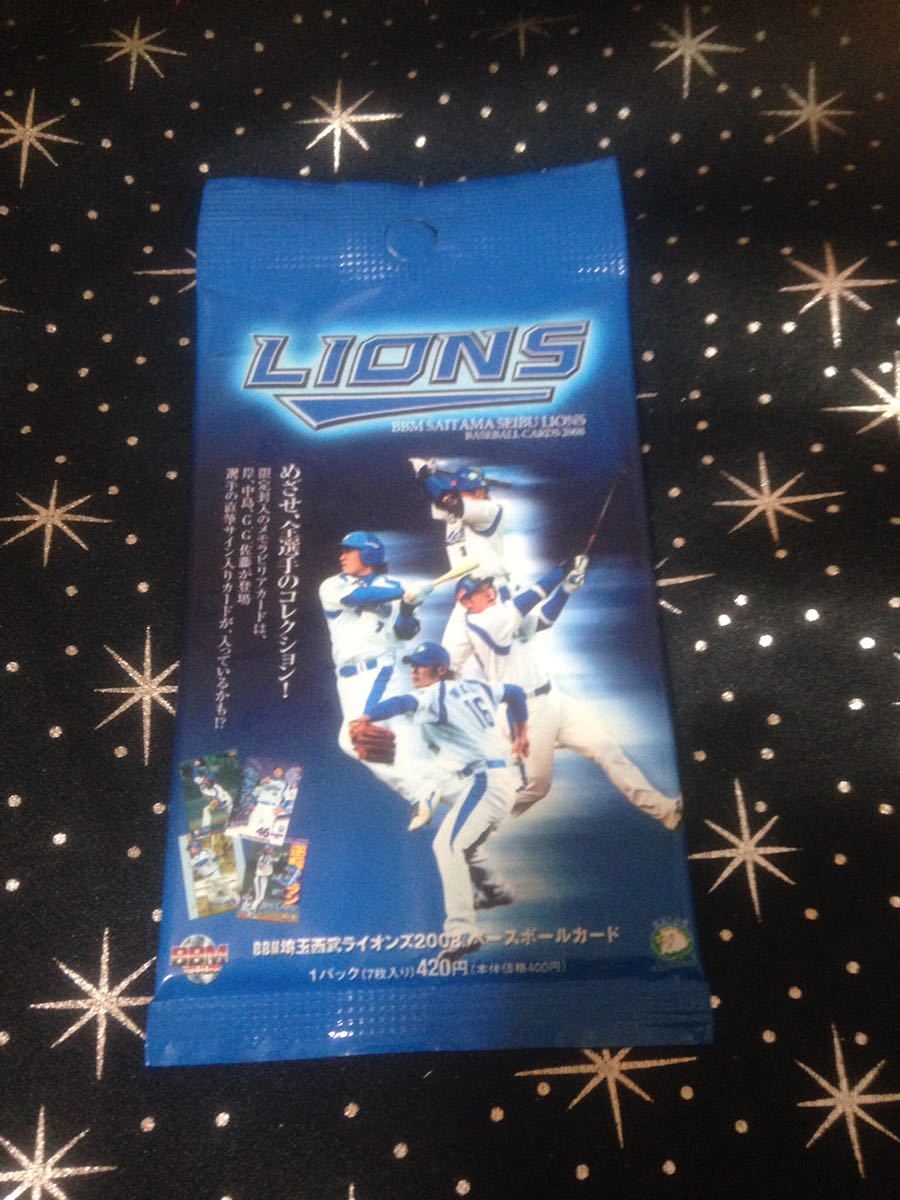 LIONS
BBM SAITAMA SEIBU LIONS
BASEBALL CARDS 2008
めざせ、全選手のコレクション!
限定封入のメモラビリアカードは、
岸、中島、G.G.佐藤が登場
選手の直筆サイン入りカードが、入っているかも!?
16
46
BBM
BBM埼玉西武ライオンズ2008 ベースボールカード
1パック(7枚入り)420円(本体価格400円)